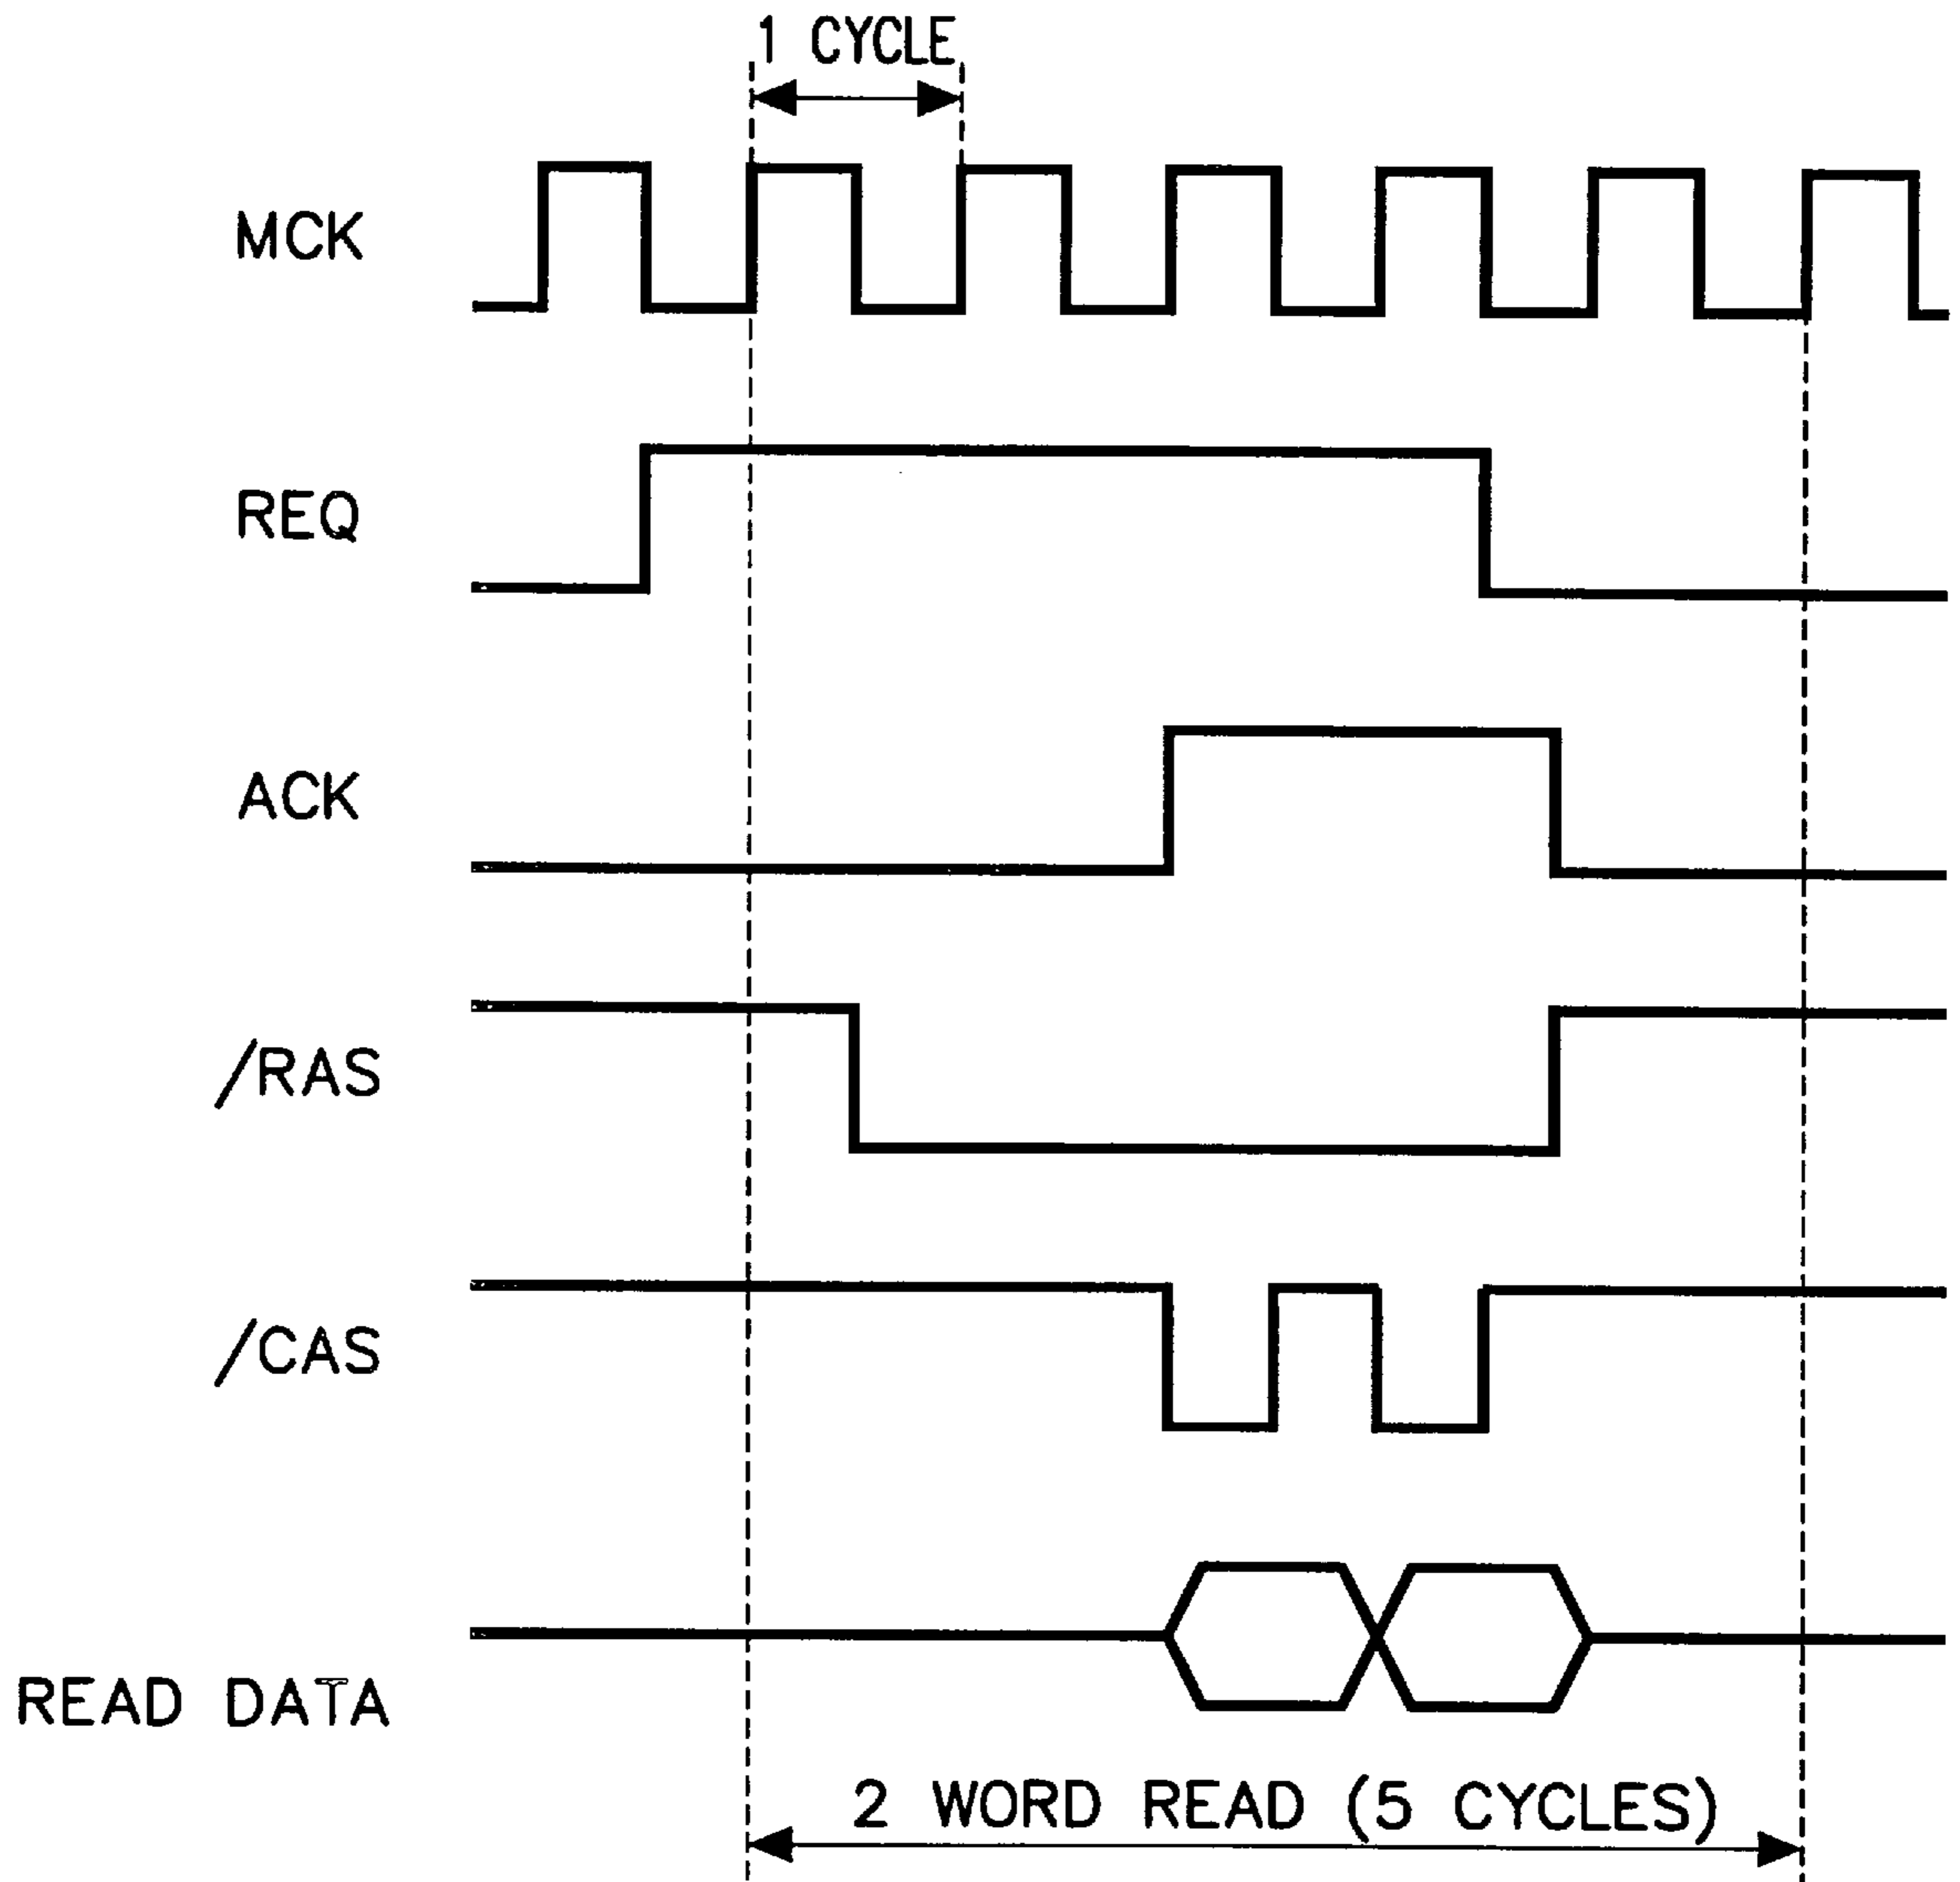 1 CYCLE
MCK
REQ
ACK
/RAS
/CAS
READ DATA
2 WORD READ (5 CYCLES)